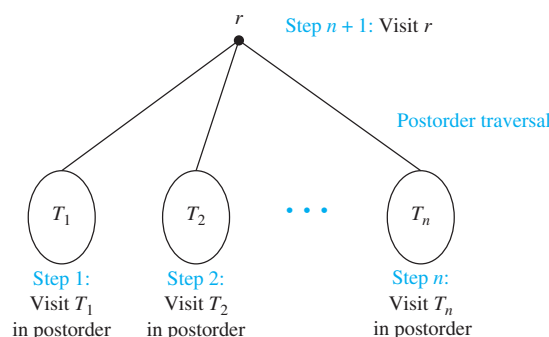 r
Step n + 1: Visit r
Postorder traversal
T₁
T₂
. . .
Tₙ
Step 1:
Visit T₁
in postorder
Step 2:
Visit T₂
in postorder
Step n:
Visit Tₙ
in postorder